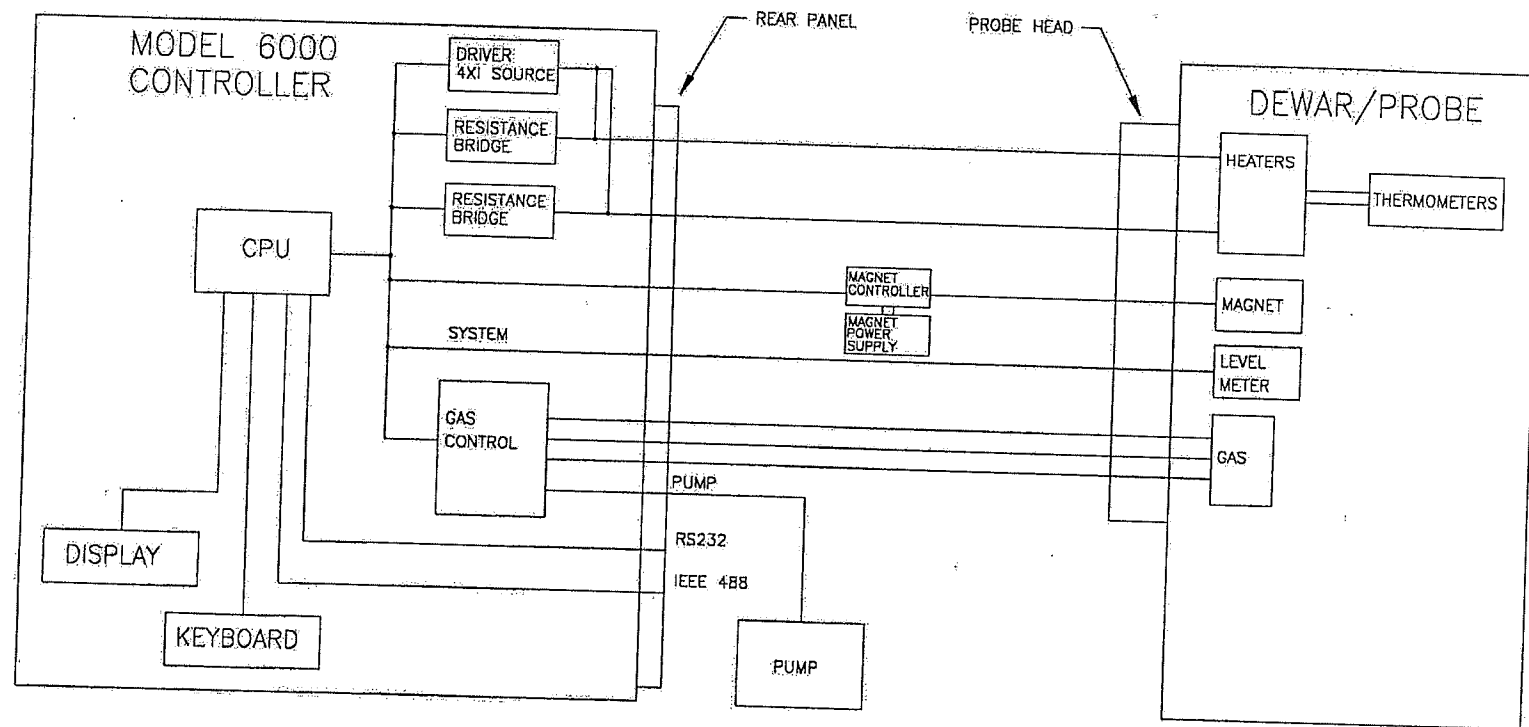 REAR PANEL
PROBE HEAD
MODEL 6000
CONTROLLER
DRIVER
4XI SOURCE
RESISTANCE
BRIDGE
RESISTANCE
BRIDGE
CPU
SYSTEM
GAS
CONTROL
PUMP
RS232
IEEE 488
DISPLAY
KEYBOARD
PUMP
MAGNET
CONTROLLER
MAGNET
POWER
SUPPLY
DEWAR/PROBE
HEATERS
THERMOMETERS
MAGNET
LEVEL
METER
GAS